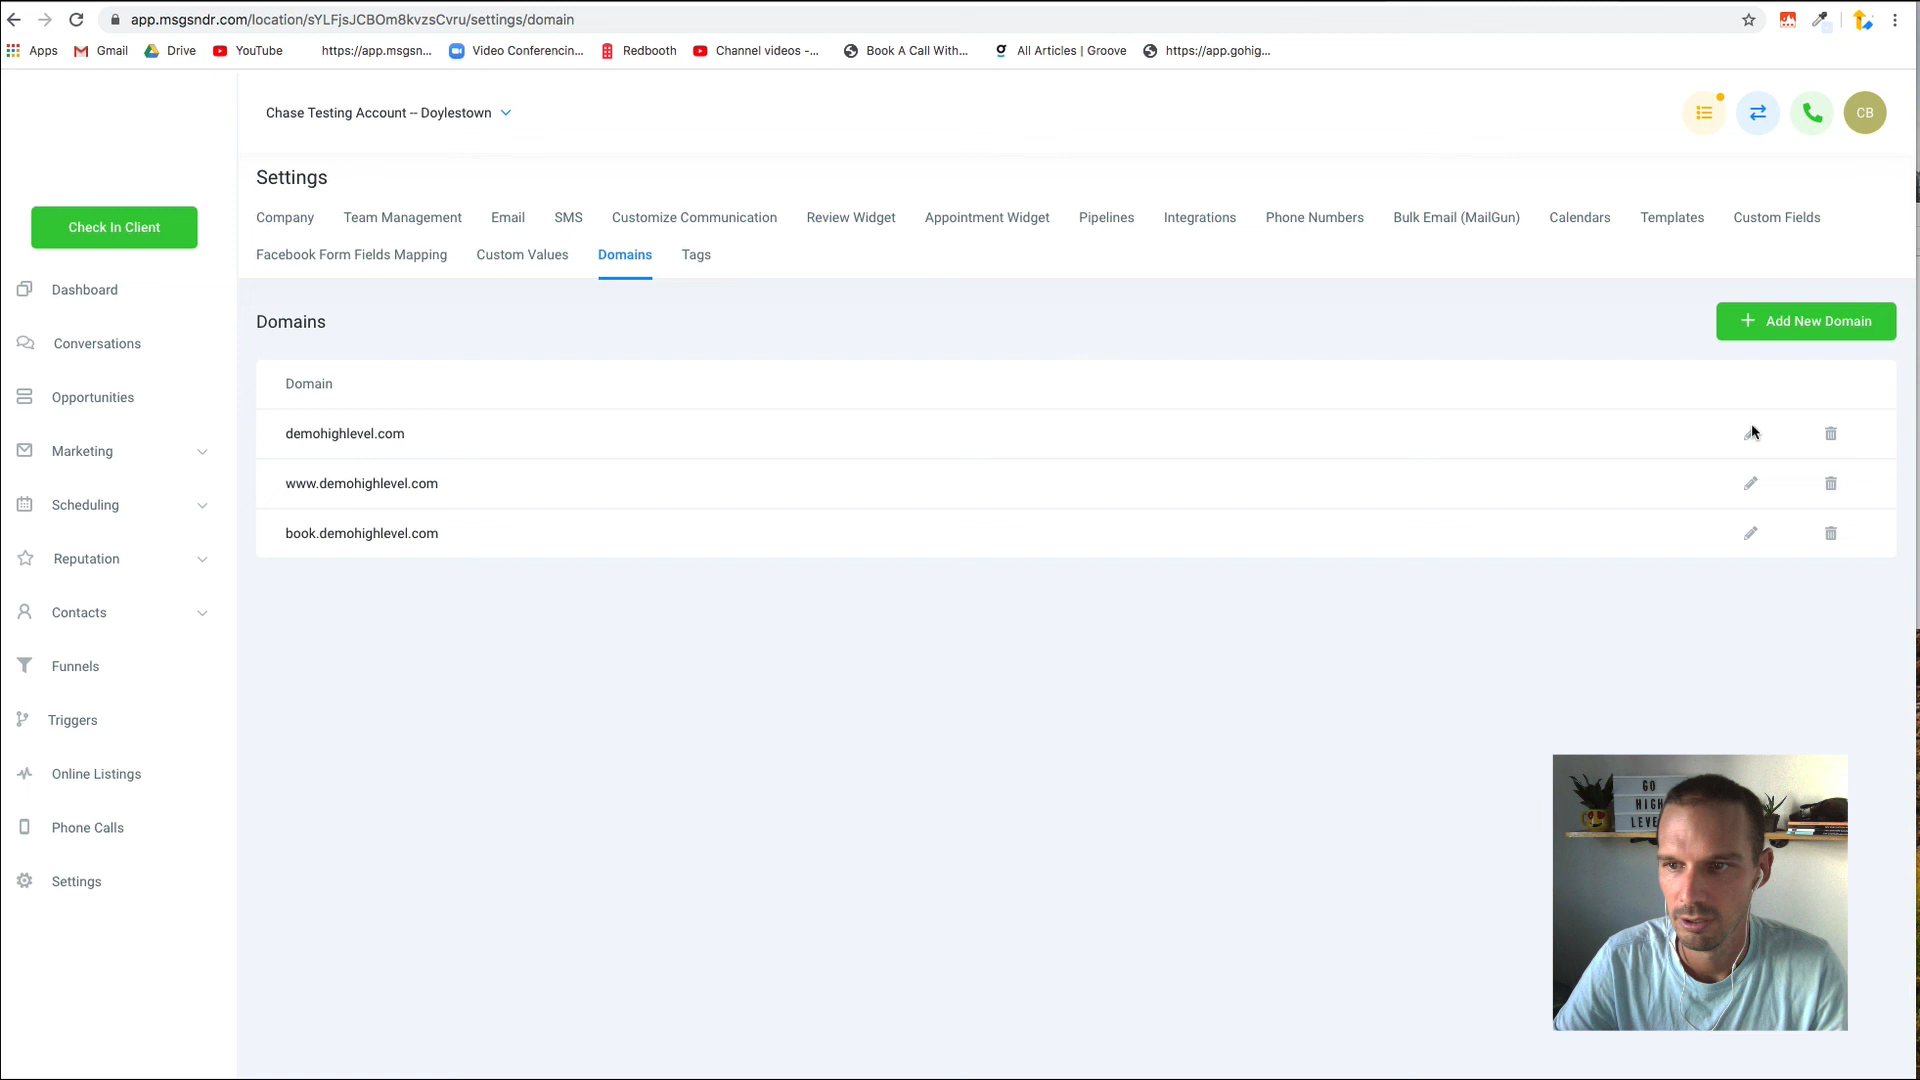 app.msgsndr.com/location/sYLFjsJCBOm8kvzsCvru/settings/domain
Apps Gmail Drive YouTube https://app.msgsn... Video Conferencin... Redbooth Channel videos -... Book A Call With... All Articles | Groove https://app.gohig...
Chase Testing Account -- Doylestown
CB
Settings
Company Team Management Email SMS Customize Communication Review Widget Appointment Widget Pipelines Integrations Phone Numbers Bulk Email (MailGun) Calendars Templates Custom Fields
Facebook Form Fields Mapping Custom Values Domains Tags
Check In Client
Dashboard
Conversations
Opportunities
Marketing
Scheduling
Reputation
Contacts
Funnels
Triggers
Online Listings
Phone Calls
Settings
Domains
+ Add New Domain
Domain
demohighlevel.com
www.demohighlevel.com
book.demohighlevel.com
GO
HIGH
LEVE